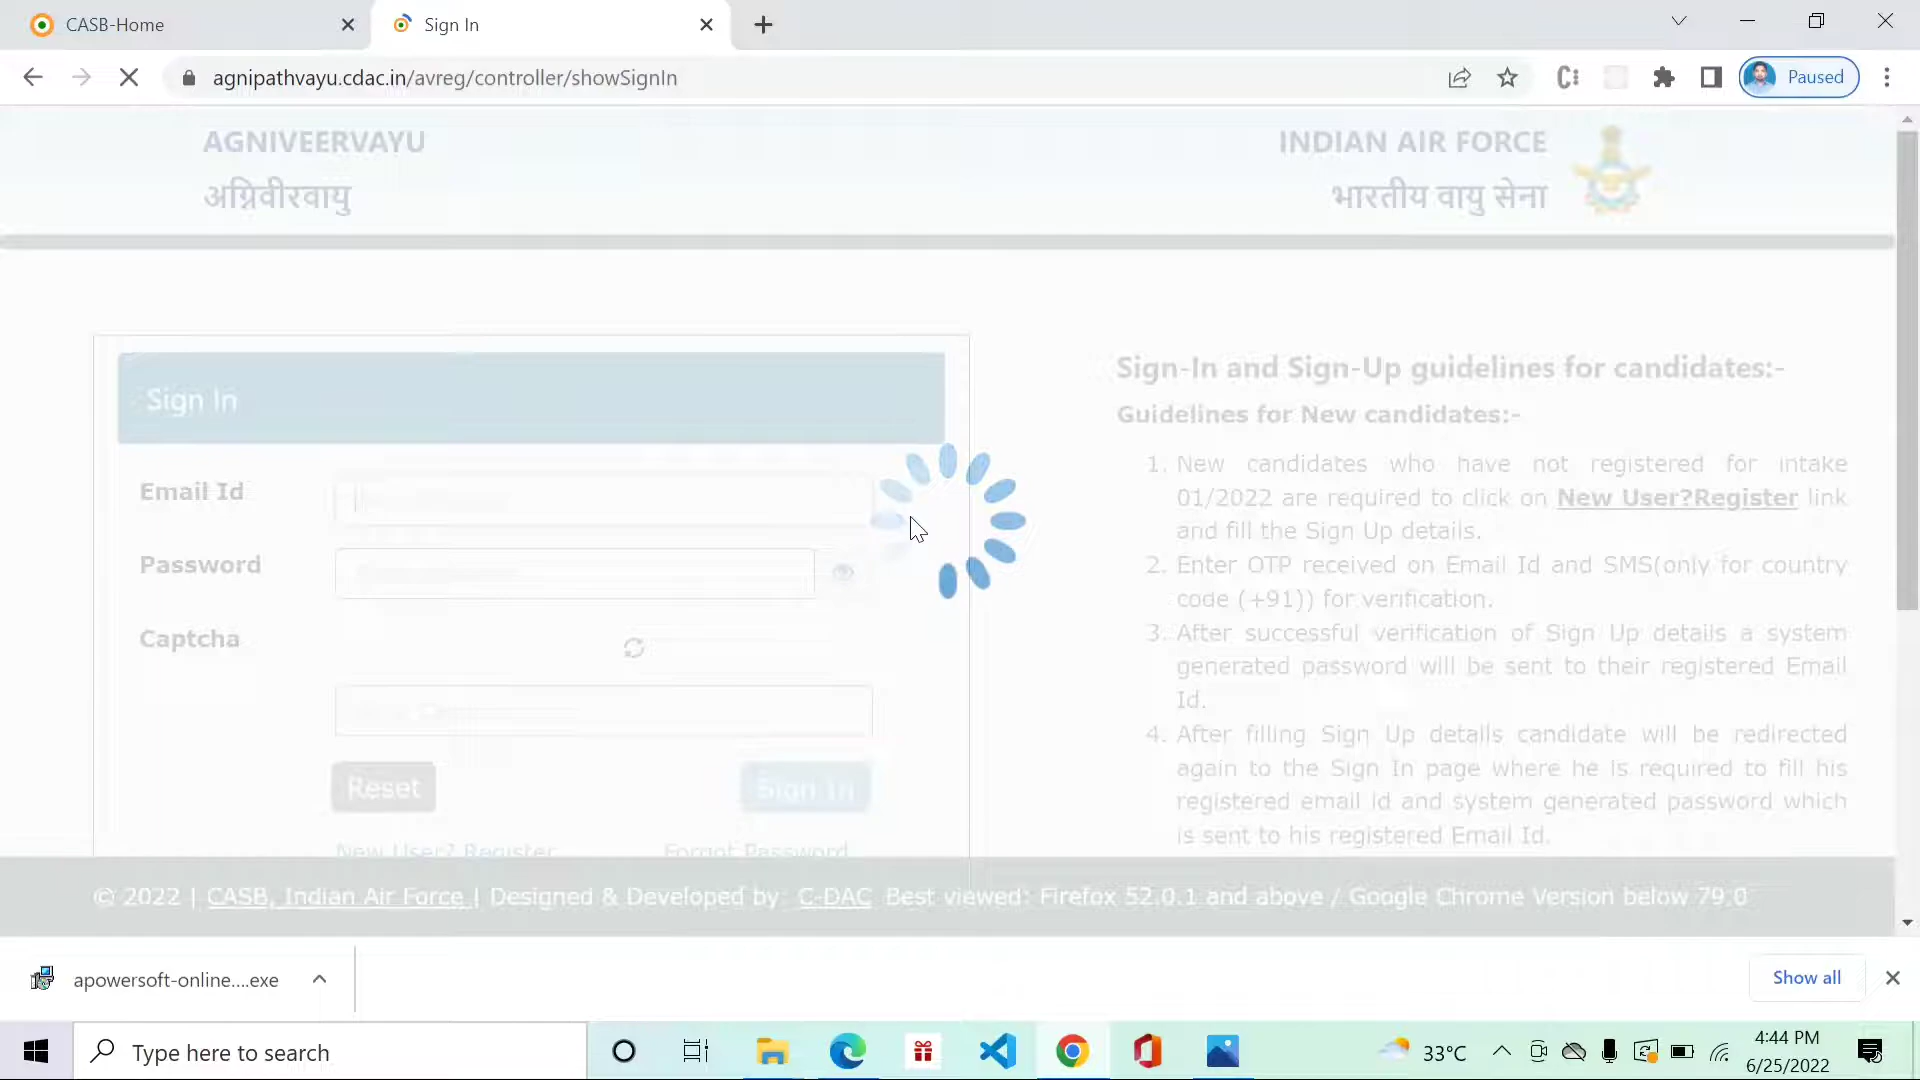 CASB-Home
Sign In
agnipathvayu.cdac.in/avreg/controller/showSignIn
Paused
AGNIVEERVAYU
अग्निवीरवायु
INDIAN AIR FORCE
भारतीय वायु सेना
Sign In
Email Id
Password
Captcha
Reset
Sign In
New User? Register
Forgot Password
Sign-In and Sign-Up guidelines for candidates:-
Guidelines for New candidates:-
1. New candidates who have not registered for intake
01/2022 are required to click on New User?Register link
and fill the Sign Up details.
2. Enter OTP received on Email Id and SMS(only for country
code (+91)) for verification.
3. After successful verification of Sign Up details a system
generated password will be sent to their registered Email
Id.
4. After filling Sign Up details candidate will be redirected
again to the Sign In page where he is required to fill his
registered email id and system generated password which
is sent to his registered Email Id.
© 2022 | CASB, Indian Air Force | Designed & Developed by: C-DAC Best viewed: Firefox 52.0.1 and above / Google Chrome Version below 79.0
apowersoft-online....exe
Show all
Type here to search
33°C
4:44 PM
6/25/2022